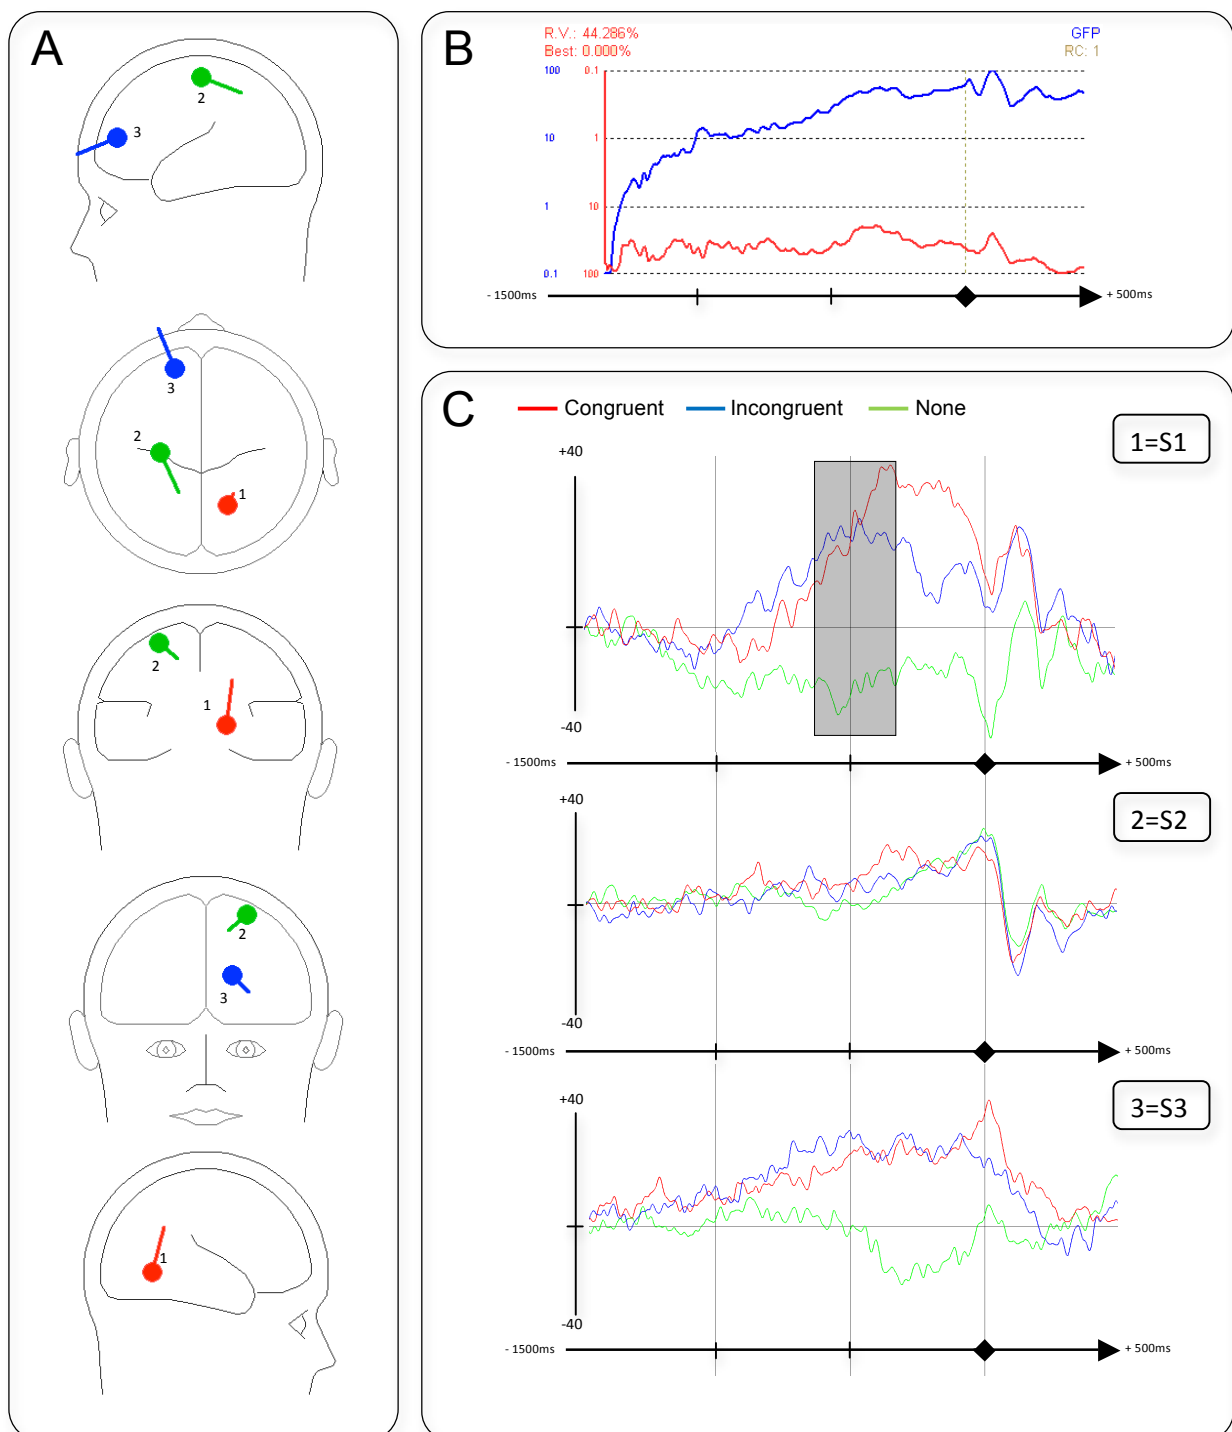 A
2
3
3
2
1
2
1
2
3
1
B
R.V.: 44.286%
Best: 0.000%
GFP
RC: 1
100 0.1
10 1
1 10
0.1 100
- 1500ms + 500ms
C
Congruent Incongruent None
1=S1
+40
-40
- 1500ms + 500ms
2=S2
+40
-40
- 1500ms + 500ms
3=S3
+40
-40
- 1500ms + 500ms